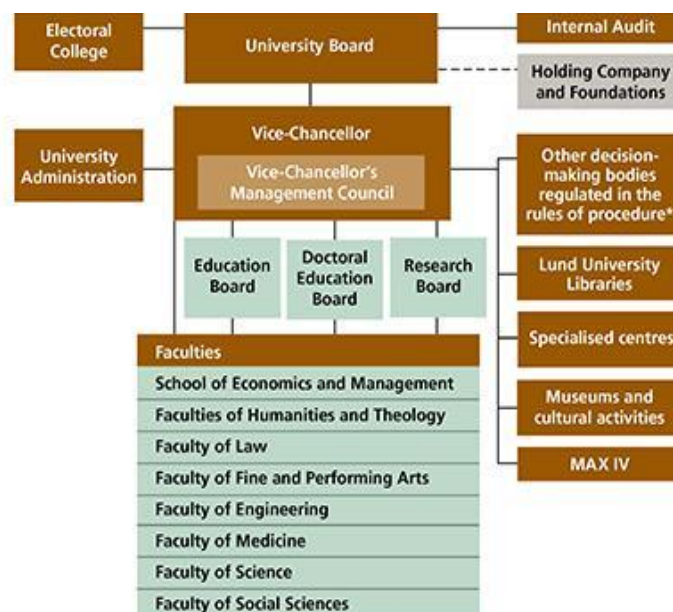 Electoral
College
University Board
Internal Audit
Holding Company
and Foundations
University
Administration
Vice-Chancellor
Vice-Chancellor's
Management Council
Other decision-
making bodies
regulated in the
rules of procedure*
Education
Board
Doctoral
Education
Board
Research
Board
Lund University
Libraries
Specialised centres
Museums and
cultural activities
MAX IV
Faculties
School of Economics and Management
Faculties of Humanities and Theology
Faculty of Law
Faculty of Fine and Performing Arts
Faculty of Engineering
Faculty of Medicine
Faculty of Science
Faculty of Social Sciences